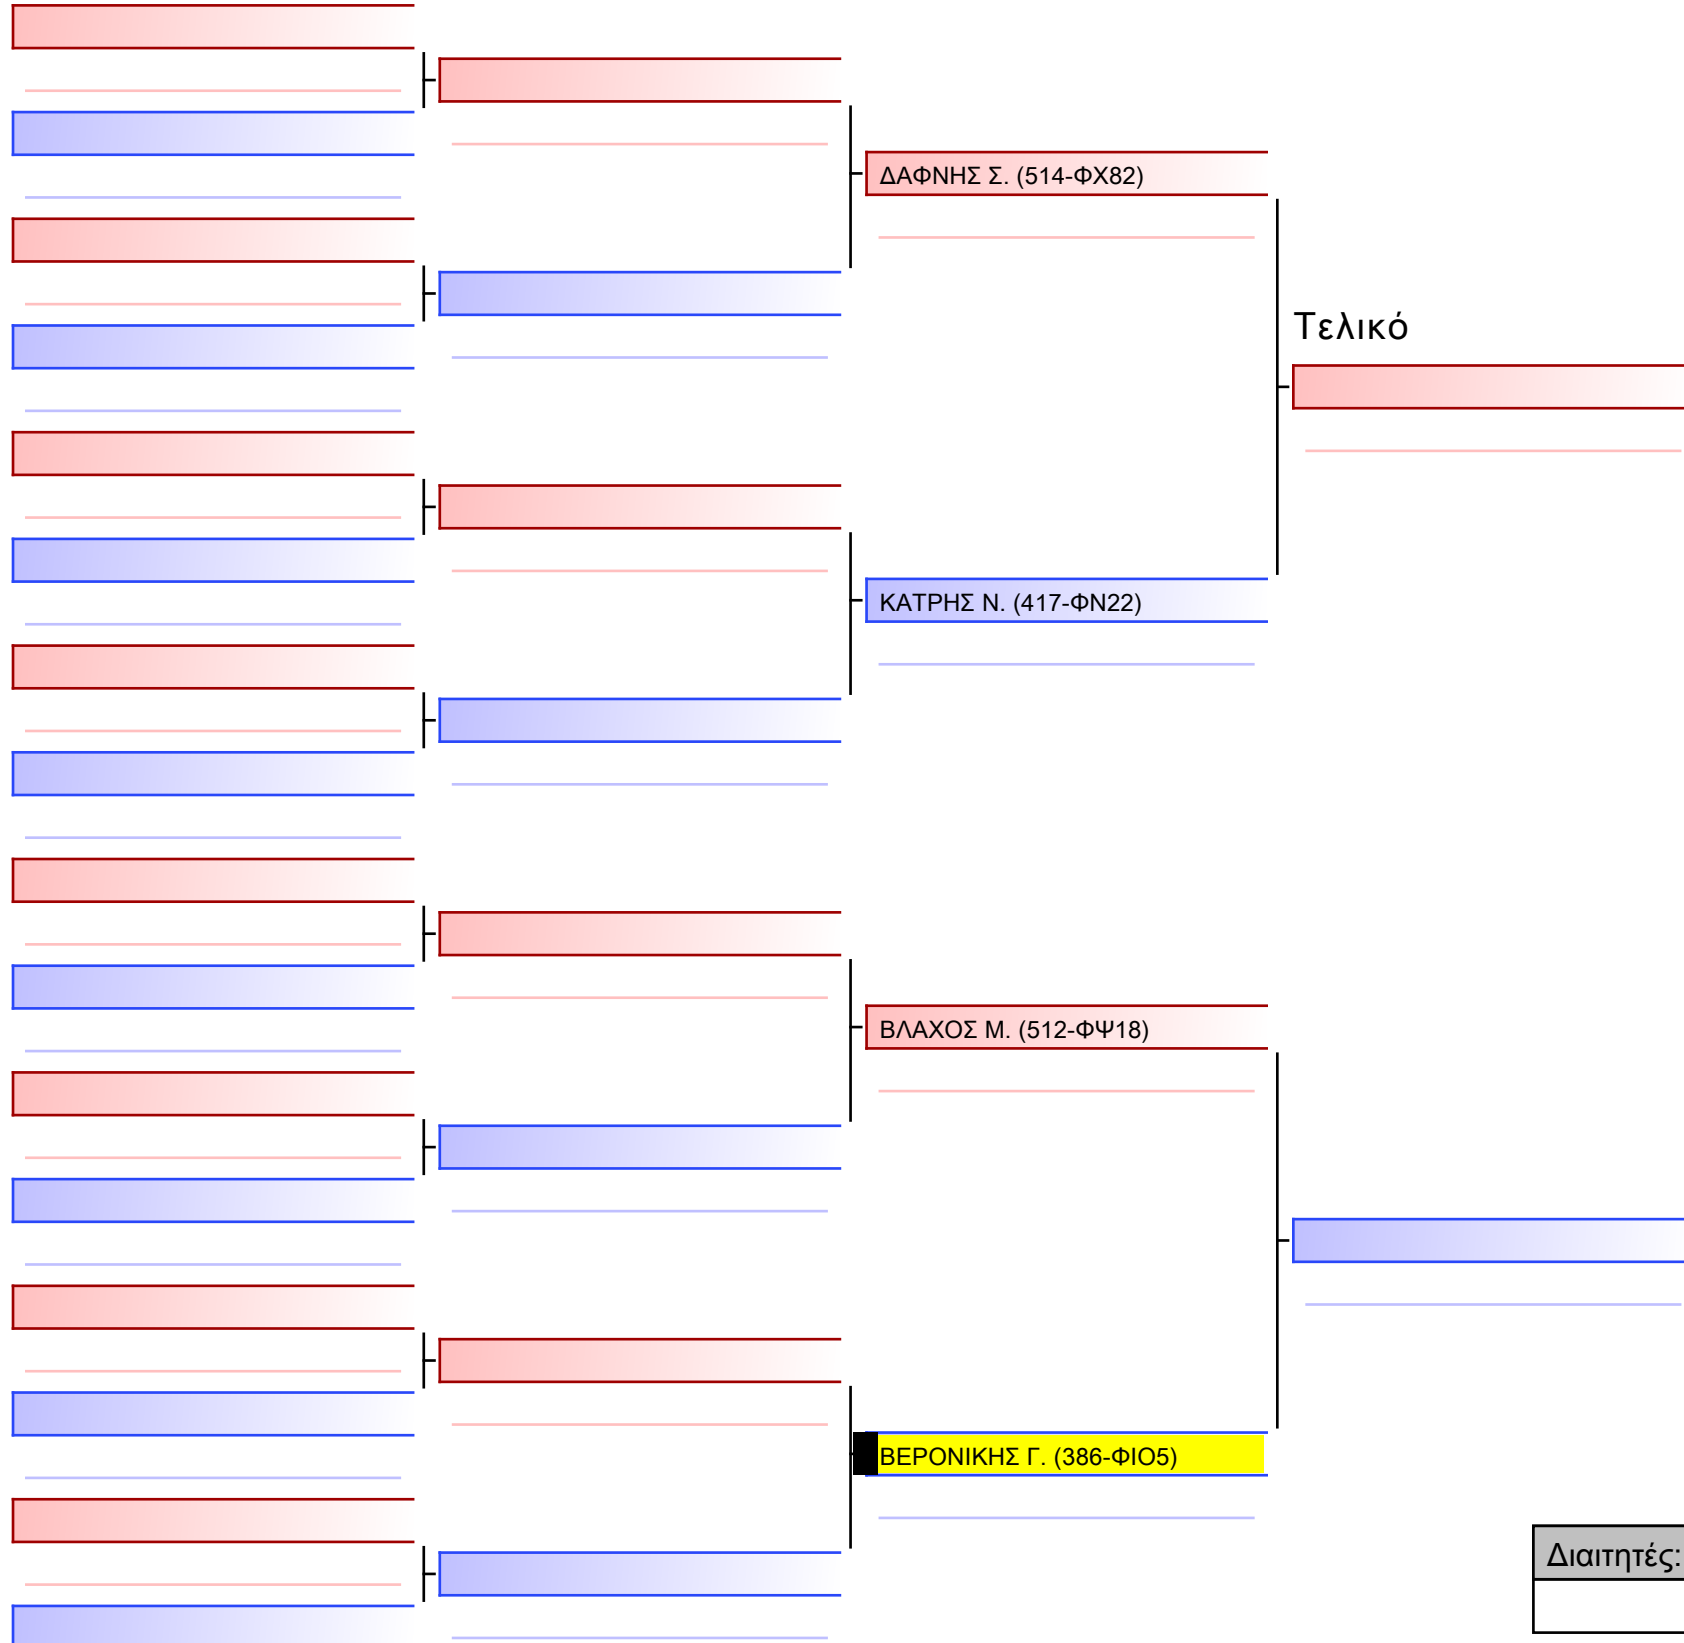 ΔΑΦΝΗΣ Σ. (514-ΦΧ82)
Τελικό
ΚΑΤΡΗΣ Ν. (417-ΦΝ22)
ΒΛΑΧΟΣ Μ. (512-ΦΨ18)
ΒΕΡΟΝΙΚΗΣ Γ. (386-ΦΙΟ5)
Διαιτητές: